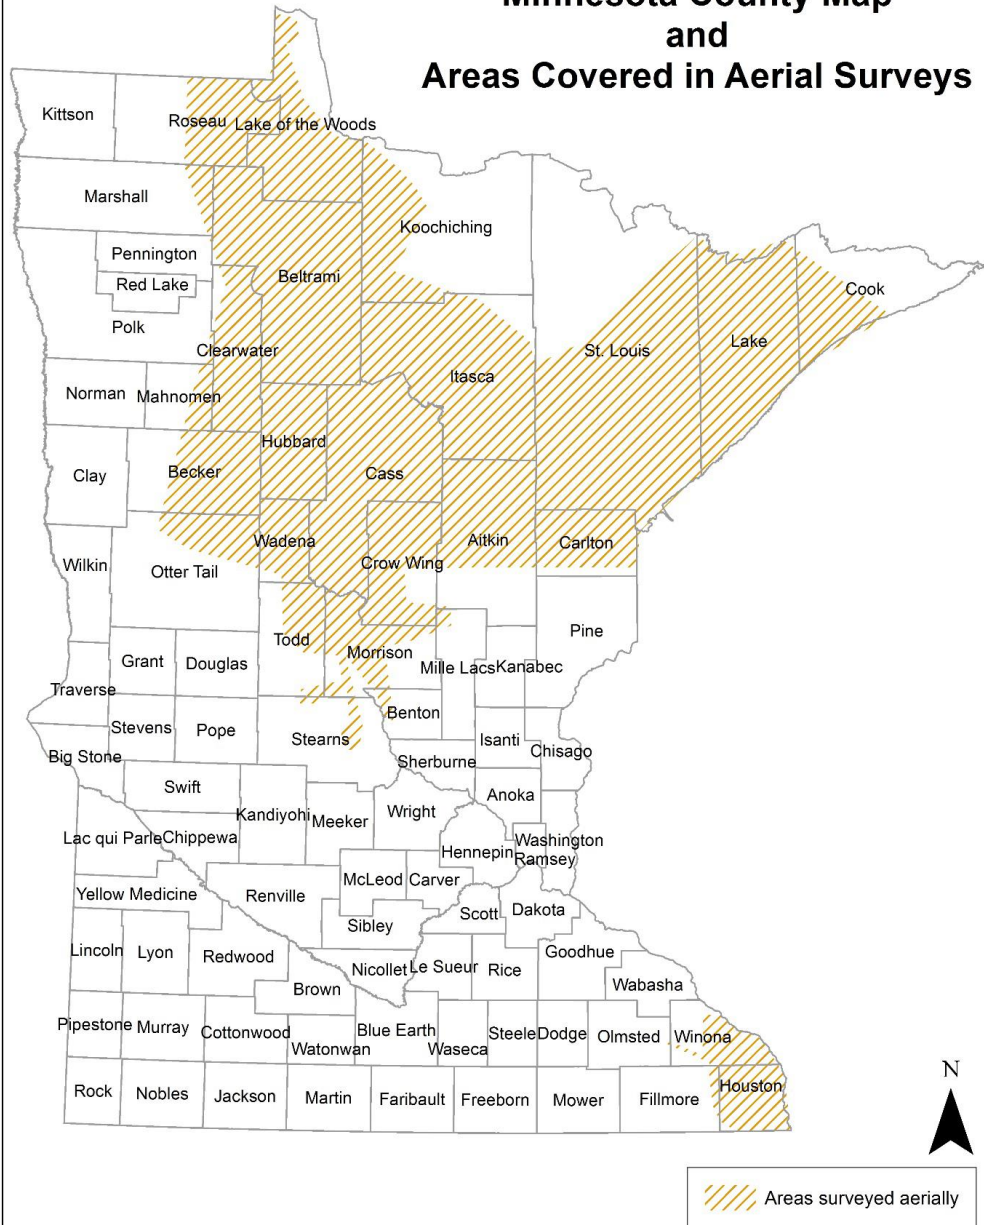 Minnesota County Map
and
Areas Covered in Aerial Surveys
Kittson
Roseau
Lake of the Woods
Marshall
Koochiching
Pennington
Beltrami
Red Lake
Cook
Polk
Clearwater
St. Louis
Lake
Itasca
Norman
Mahnomen
Hubbard
Clay
Becker
Cass
Wadena
Aitkin
Carlton
Crow Wing
Wilkin
Otter Tail
Pine
Todd
Morrison
Grant
Douglas
Mille Lacs
Kanabec
Traverse
Benton
Stevens
Pope
Stearns
Isanti
Chisago
Big Stone
Sherburne
Swift
Anoka
Kandiyohi
Meeker
Wright
Lac qui Parle
Chippewa
Washington
Hennepin
Ramsey
McLeod
Carver
Yellow Medicine
Renville
Scott
Dakota
Sibley
Lincoln
Lyon
Redwood
Goodhue
Nicollet
Le Sueur
Rice
Brown
Wabasha
Pipestone
Murray
Cottonwood
Blue Earth
Steele
Dodge
Olmsted
Winona
Watonwan
Waseca
Rock
Nobles
Jackson
Martin
Faribault
Freeborn
Mower
Fillmore
Houston
N
Areas surveyed aerially